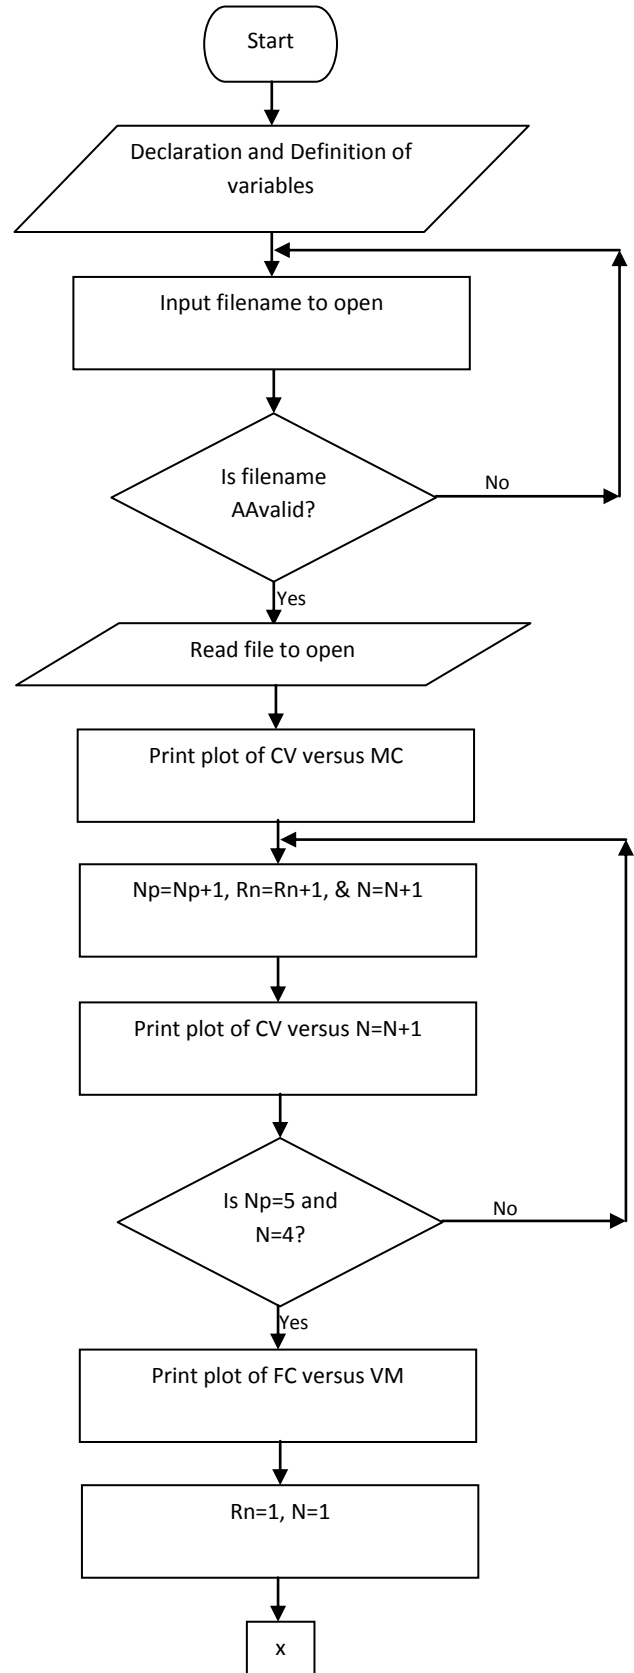 Start
Declaration and Definition of
variables
Input filename to open
Is filename
AAvalid?
No
Yes
Read file to open
Print plot of CV versus MC
Np=Np+1, Rn=Rn+1, & N=N+1
Print plot of CV versus N=N+1
Is Np=5 and
N=4?
No
Yes
Print plot of FC versus VM
Rn=1, N=1
x